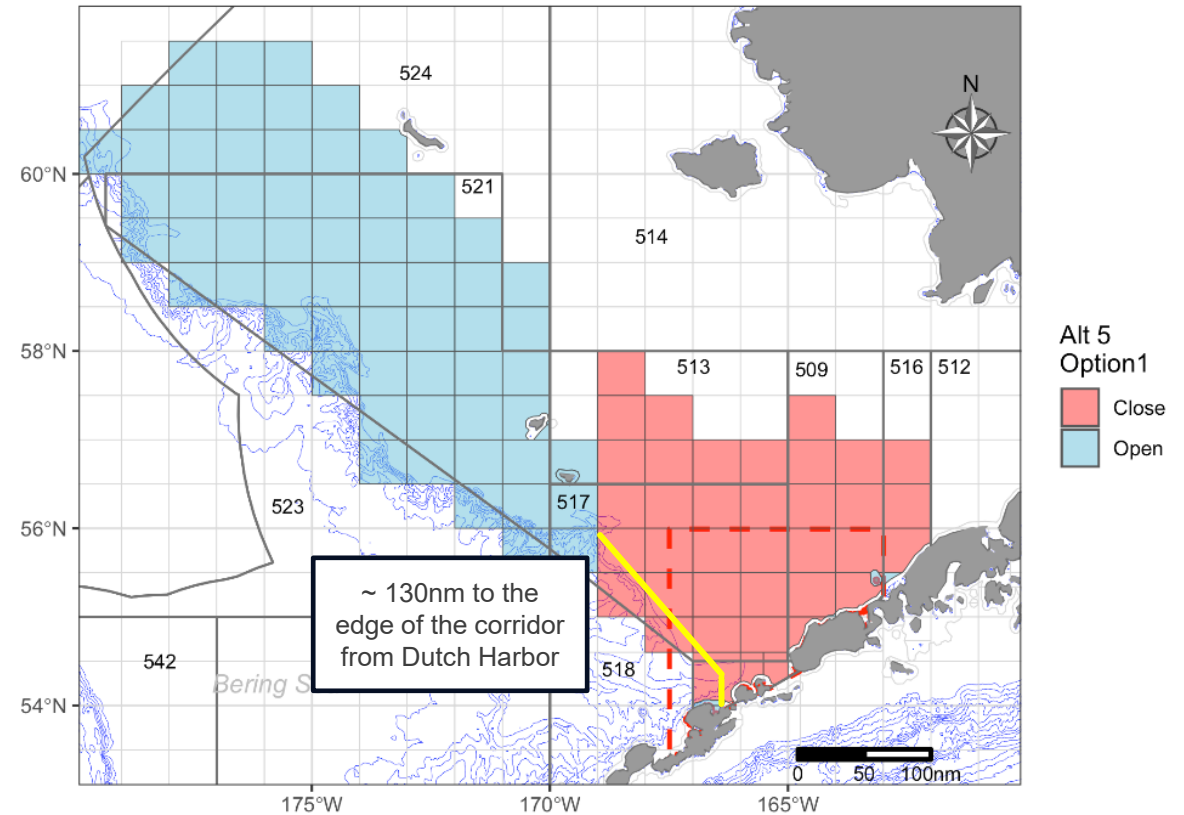 524
N
60°N
521
514
58°N
513
509
516
512
Alt 5
Option1
Close
Open
517
523
56°N
~ 130nm to the
edge of the corridor
from Dutch Harbor
542
518
Bering S
54°N
0 50 100nm
175°W 170°W 165°W